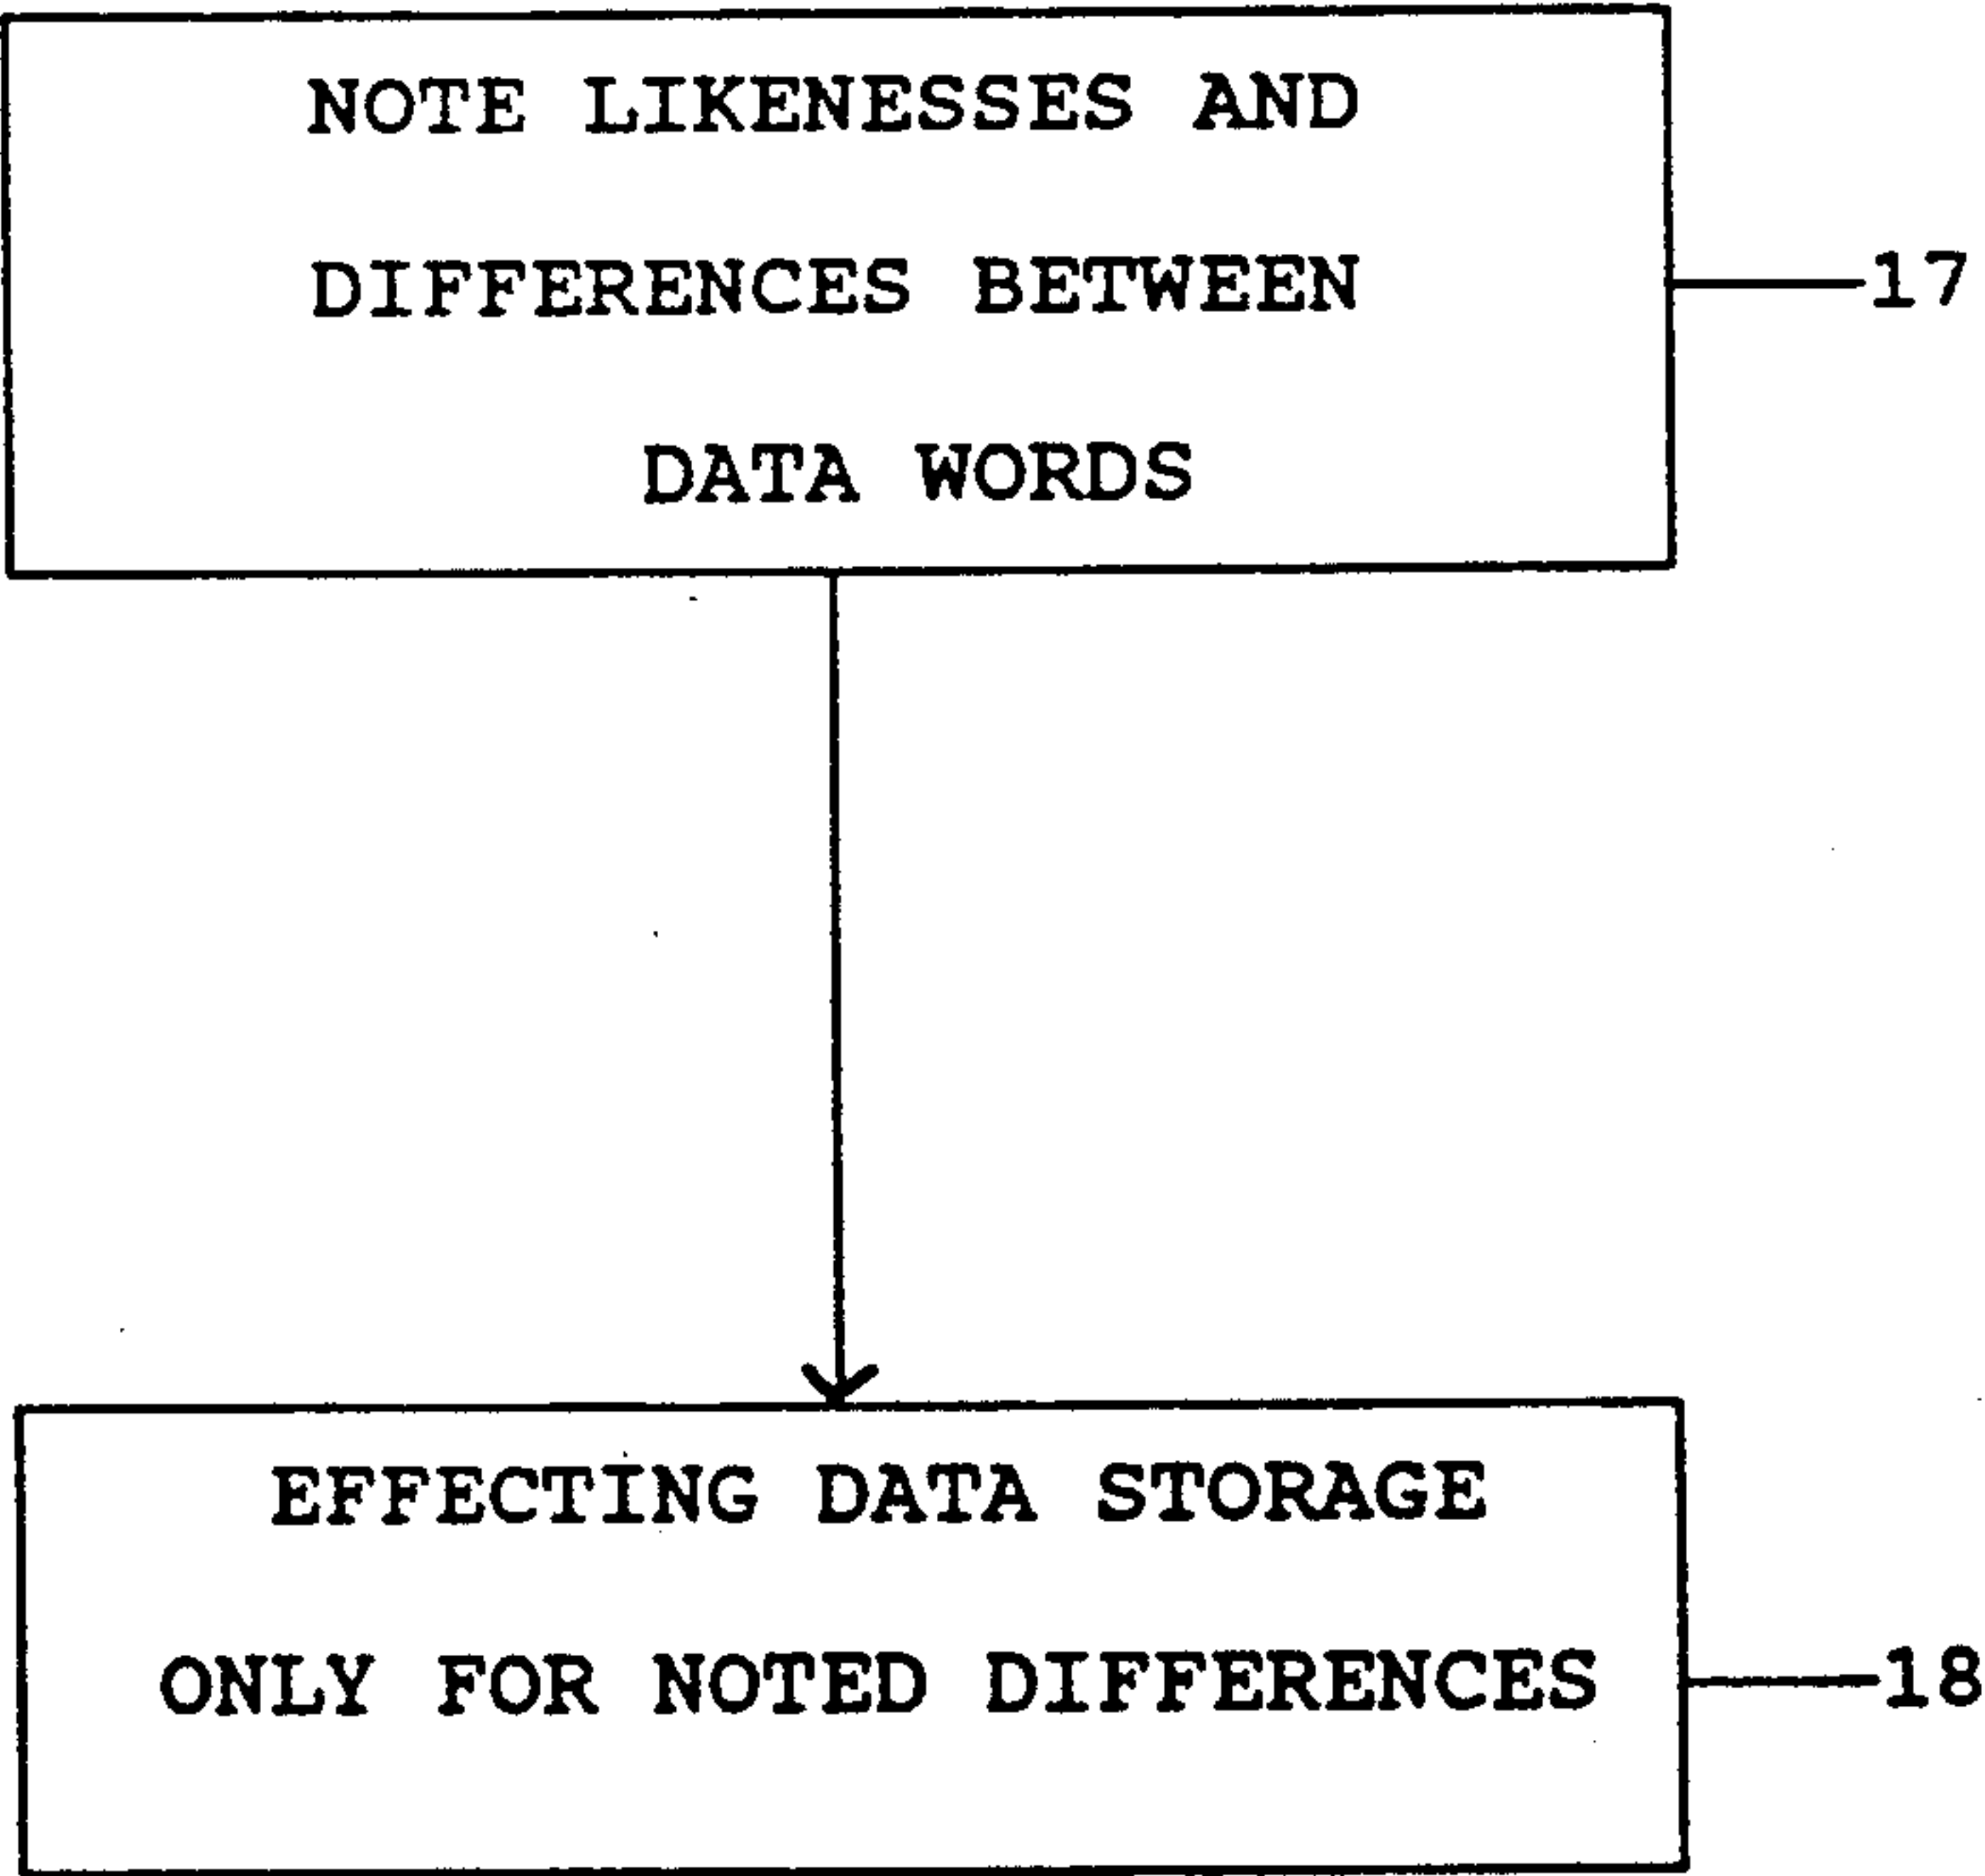 NOTE LIKENESSES AND
DIFFERENCES BETWEEN
17
DATA WORDS
EFFECTING DATA STORAGE
ONLY FOR NOTED DIFFERENCES
18